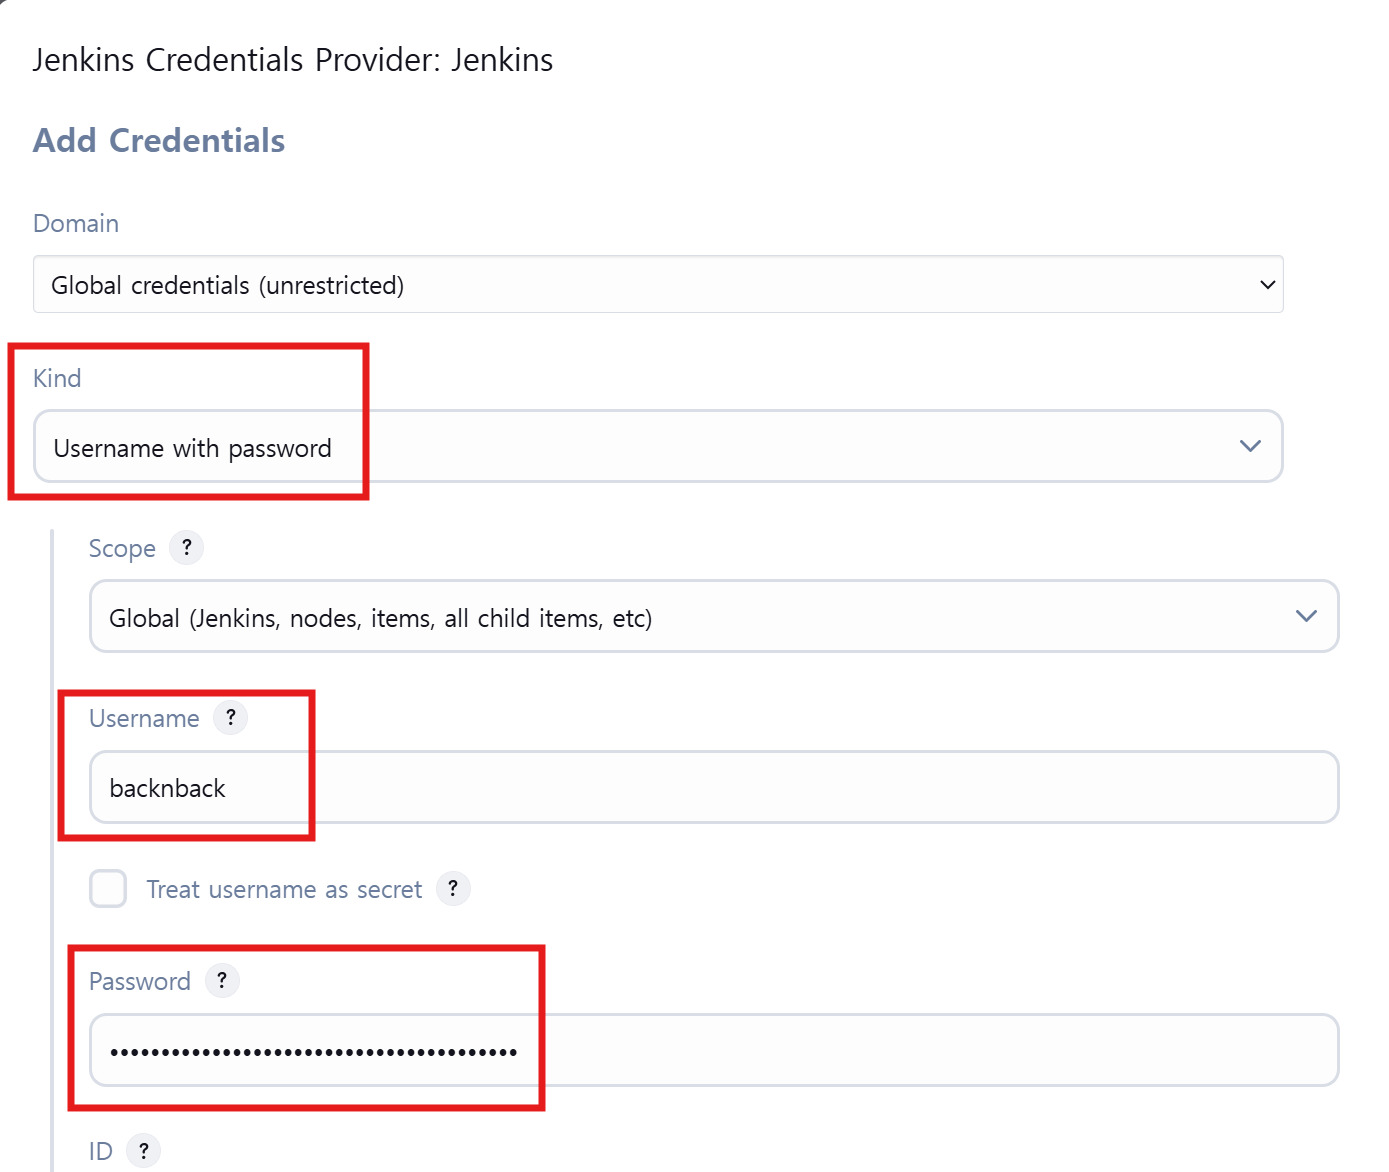 Jenkins Credentials Provider: Jenkins
Add Credentials
Domain
Global credentials (unrestricted)
Kind
Username with password
Scope ?
Global (Jenkins, nodes, items, all child items, etc)
Username ?
backnback
Treat username as secret ?
Password ?
••••••••••••••••••••••••••••••••••••••••
ID ?